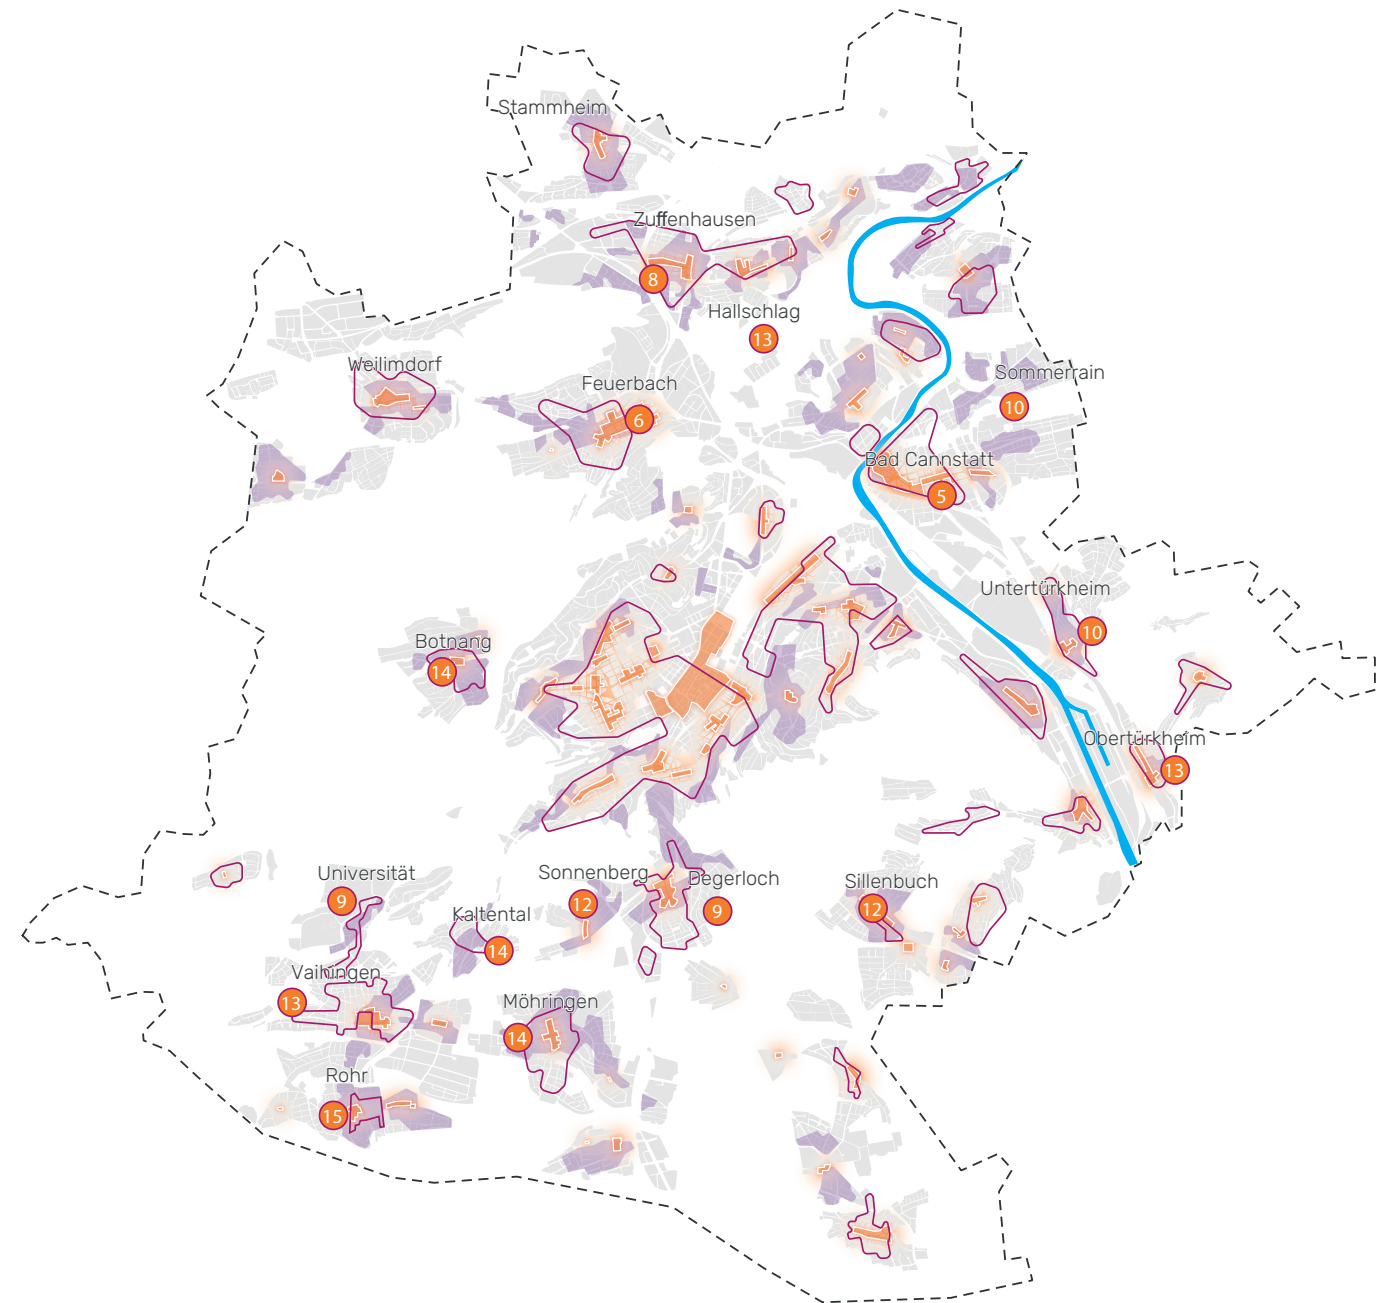 Stammheim
Zuffenhausen
8
Hallschlag
13
Weilimdorf
Feuerbach
6
Sommerrain
10
Bad Cannstatt
5
Untertürkheim
10
Botnang
14
Obertürkheim
13
Universität
9
Kaltental
14
Sonnenberg
12
Degerloch
9
Sillenbuch
12
Vaihingen
13
Möhringen
14
Rohr
15